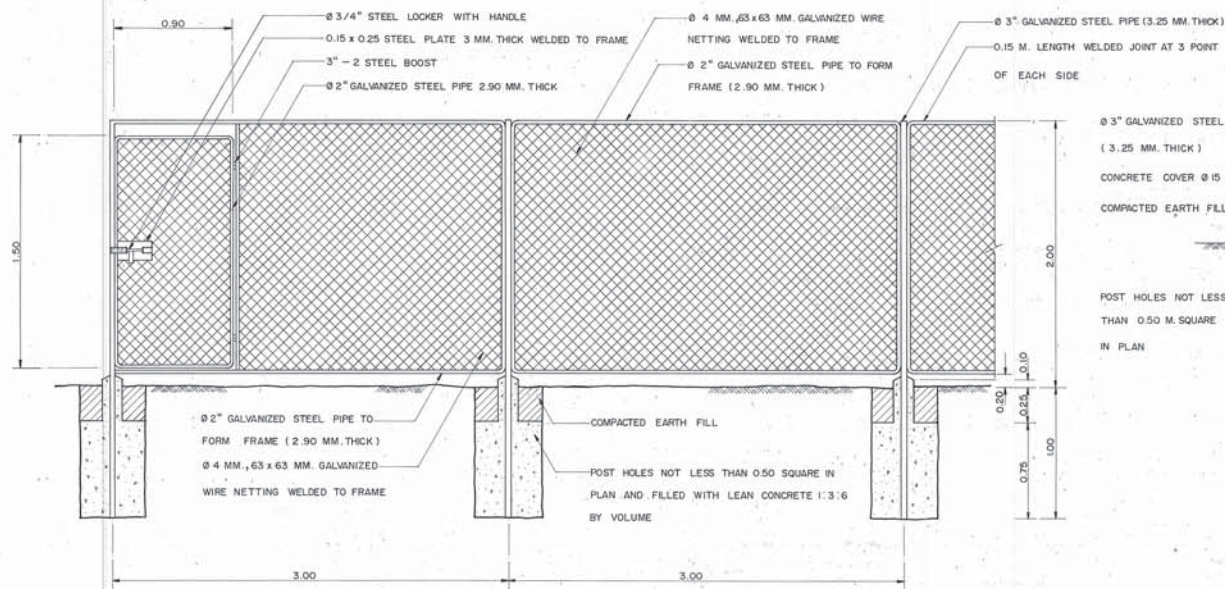 0.90
Ø 3/4" STEEL LOCKER WITH HANDLE
0.15 x 0.25 STEEL PLATE 3 MM. THICK WELDED TO FRAME
3" – 2 STEEL BOOST
Ø 2" GALVANIZED STEEL PIPE 2.90 MM. THICK
Ø 4 MM.,63 x 63 MM. GALVANIZED WIRE
NETTING WELDED TO FRAME
Ø 2" GALVANIZED STEEL PIPE TO FORM
FRAME (2.90 MM. THICK)
Ø 3" GALVANIZED STEEL PIPE (3.25 MM. THICK)
0.15 M. LENGTH WELDED JOINT AT 3 POINT
OF EACH SIDE
Ø 3" GALVANIZED STEEL
(3.25 MM. THICK)
CONCRETE COVER Ø 15
COMPACTED EARTH FILL
POST HOLES NOT LESS
THAN 0.50 M. SQUARE
IN PLAN
1.50
2.00
0.10
0.20
0.25
0.75
1.00
Ø 2" GALVANIZED STEEL PIPE TO
FORM FRAME (2.90 MM. THICK)
Ø 4 MM., 63 x 63 MM. GALVANIZED
WIRE NETTING WELDED TO FRAME
COMPACTED EARTH FILL
POST HOLES NOT LESS THAN 0.50 SQUARE IN
PLAN AND FILLED WITH LEAN CONCRETE 1:3:6
BY VOLUME
3.00
3.00